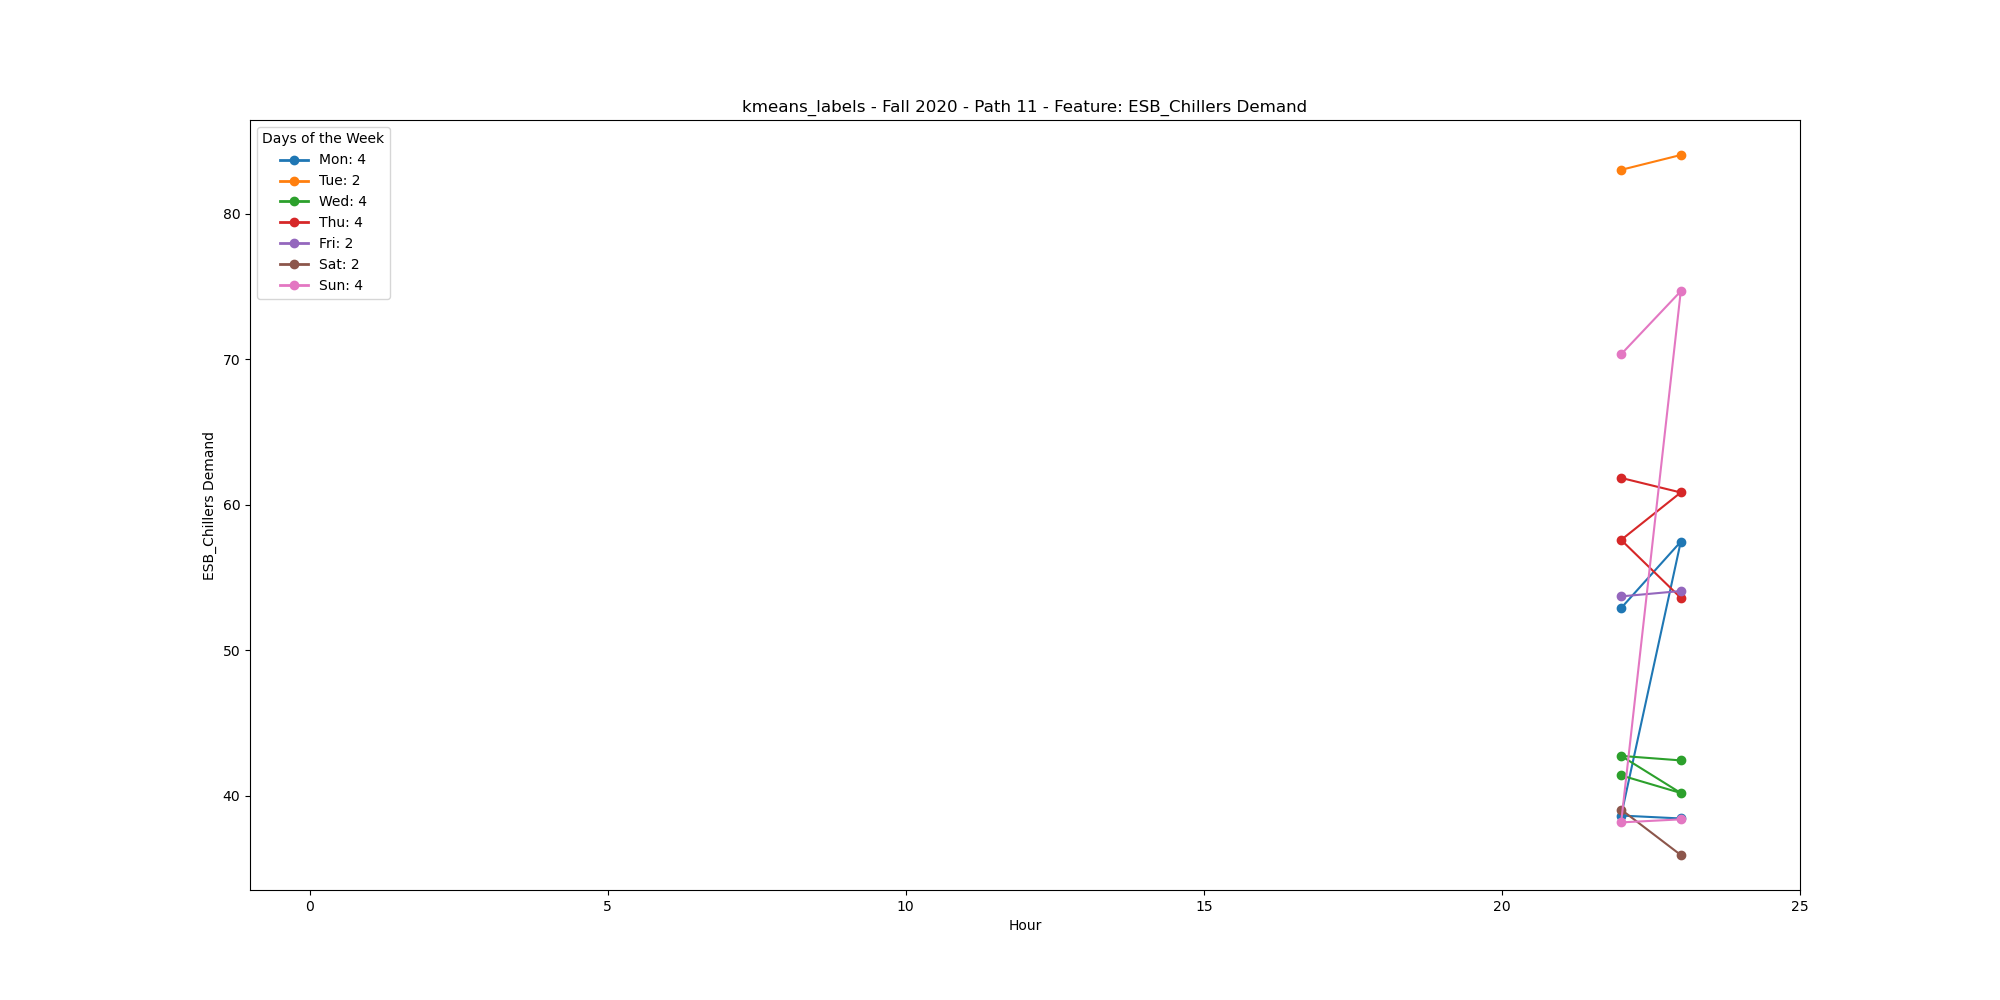 kmeans_labels - Fall 2020 - Path 11 - Feature: ESB_Chillers Demand
Days of the Week
Mon: 4
Tue: 2
Wed: 4
Thu: 4
Fri: 2
Sat: 2
Sun: 4
80
70
60
50
40
ESB_Chillers Demand
0 5 10 15 20 25
Hour